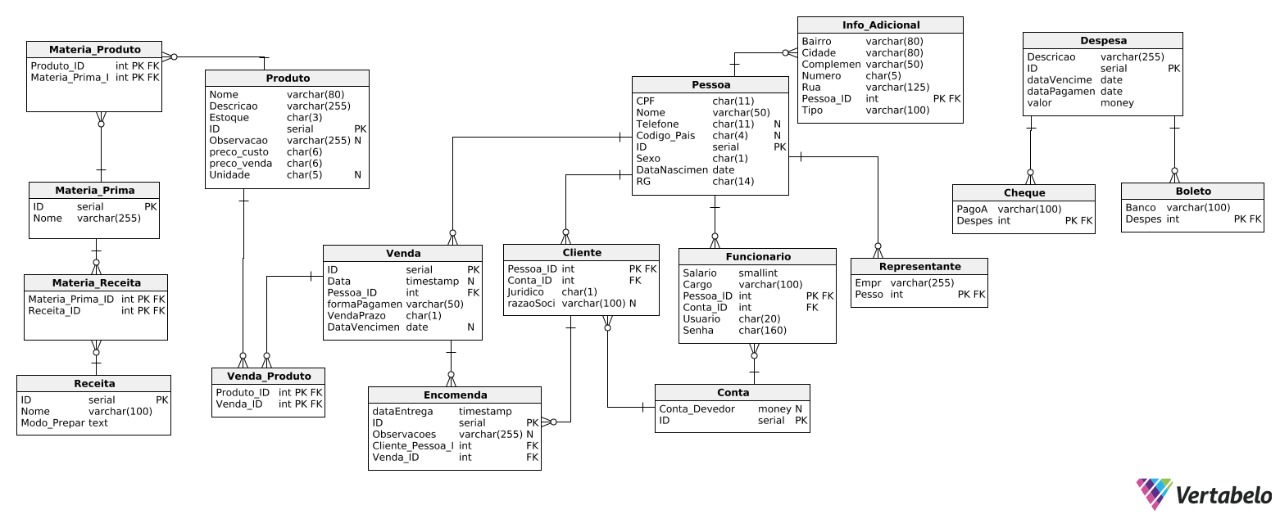 Materia_Produto
Produto_ID int PK FK
Materia_Prima_I int PK FK
Produto
Nome varchar(80)
Descricao varchar(255)
Estoque char(3)
ID serial PK
Observacao varchar(255) N
preco_custo char(6)
preco_venda char(6)
Unidade char(5) N
Materia_Prima
ID serial PK
Nome varchar(255)
Materia_Receita
Materia_Prima_ID int PK FK
Receita_ID int PK FK
Receita
ID serial PK
Nome varchar(100)
Modo_Prepar text
Venda_Produto
Produto_ID int PK FK
Venda_ID int PK FK
Venda
ID serial PK
Data timestamp N
Pessoa_ID int FK
formaPagamen varchar(50)
VendaPrazo char(1)
DataVencimen date N
Encomenda
dataEntrega timestamp
ID serial PK
Observacoes varchar(255) N
Cliente_Pessoa_I int FK
Venda_ID int FK
Cliente
Pessoa_ID int PK FK
Conta_ID int FK
Juridico char(1)
razaoSoci varchar(100) N
Pessoa
CPF char(11)
Nome varchar(50)
Telefone char(11) N
Codigo_Pais char(4) N
ID serial PK
Sexo char(1)
DataNascimen date
RG char(14)
Info_Adicional
Bairro varchar(80)
Cidade varchar(80)
Complemen varchar(50)
Numero char(5)
Rua varchar(125)
Pessoa_ID int PK FK
Tipo varchar(100)
Funcionario
Salario smallint
Cargo varchar(100)
Pessoa_ID int PK FK
Conta_ID int FK
Usuario char(20)
Senha char(160)
Conta
Conta_Devedor money N
ID serial PK
Representante
Empr varchar(255)
Pesso int PK FK
Despesa
Descricao varchar(255)
ID serial PK
dataVencime date
dataPagamen date
valor money
Cheque
PagoA varchar(100)
Despes int PK FK
Boleto
Banco varchar(100)
Despes int PK FK
Vertabelo